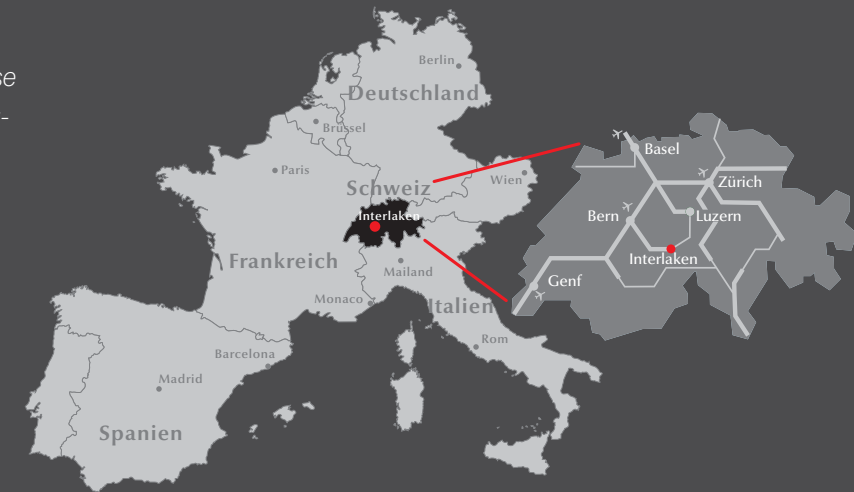 se
-
Berlin
Deutschland
Brüssel
Paris
Wien
Schweiz
Interlaken
Frankreich
Mailand
Monaco
Italien
Rom
Barcelona
Madrid
Spanien
Basel
Zürich
Bern
Luzern
Interlaken
Genf